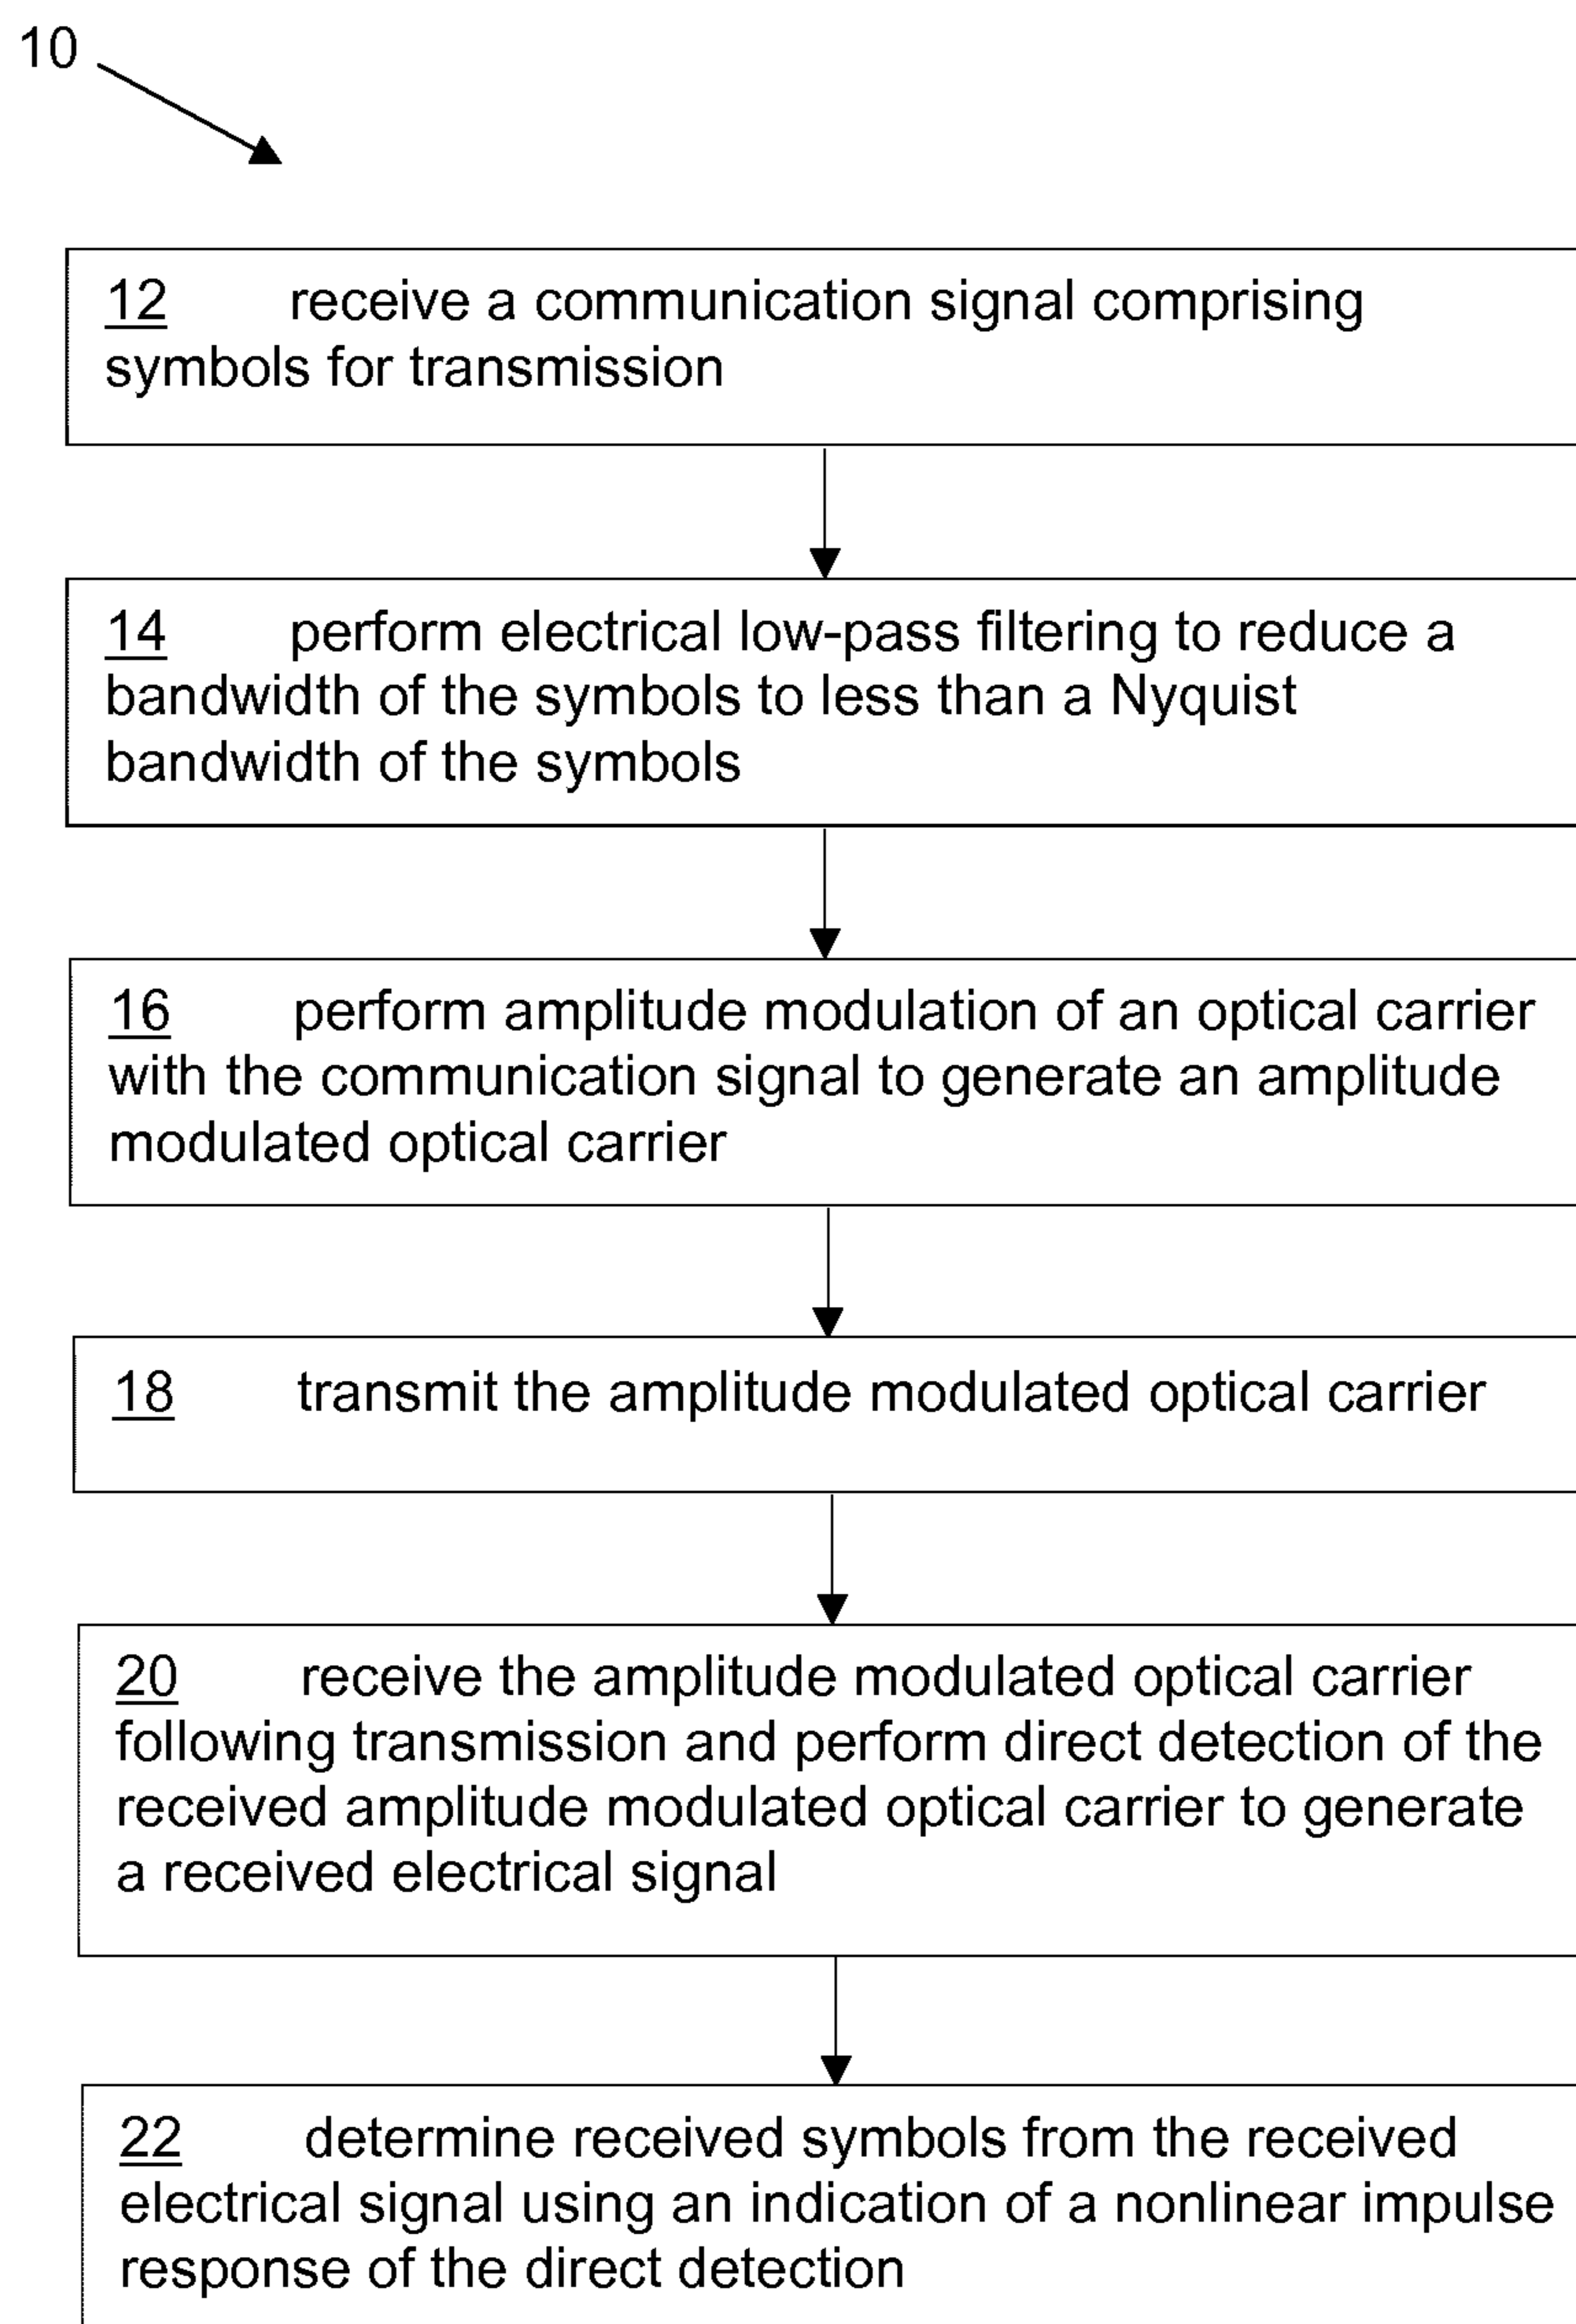 10
12 receive a communication signal comprising
symbols for transmission
14 perform electrical low-pass filtering to reduce a
bandwidth of the symbols to less than a Nyquist
bandwidth of the symbols
16 perform amplitude modulation of an optical carrier
with the communication signal to generate an amplitude
modulated optical carrier
18 transmit the amplitude modulated optical carrier
20 receive the amplitude modulated optical carrier
following transmission and perform direct detection of the
received amplitude modulated optical carrier to generate
a received electrical signal
22 determine received symbols from the received
electrical signal using an indication of a nonlinear impulse
response of the direct detection